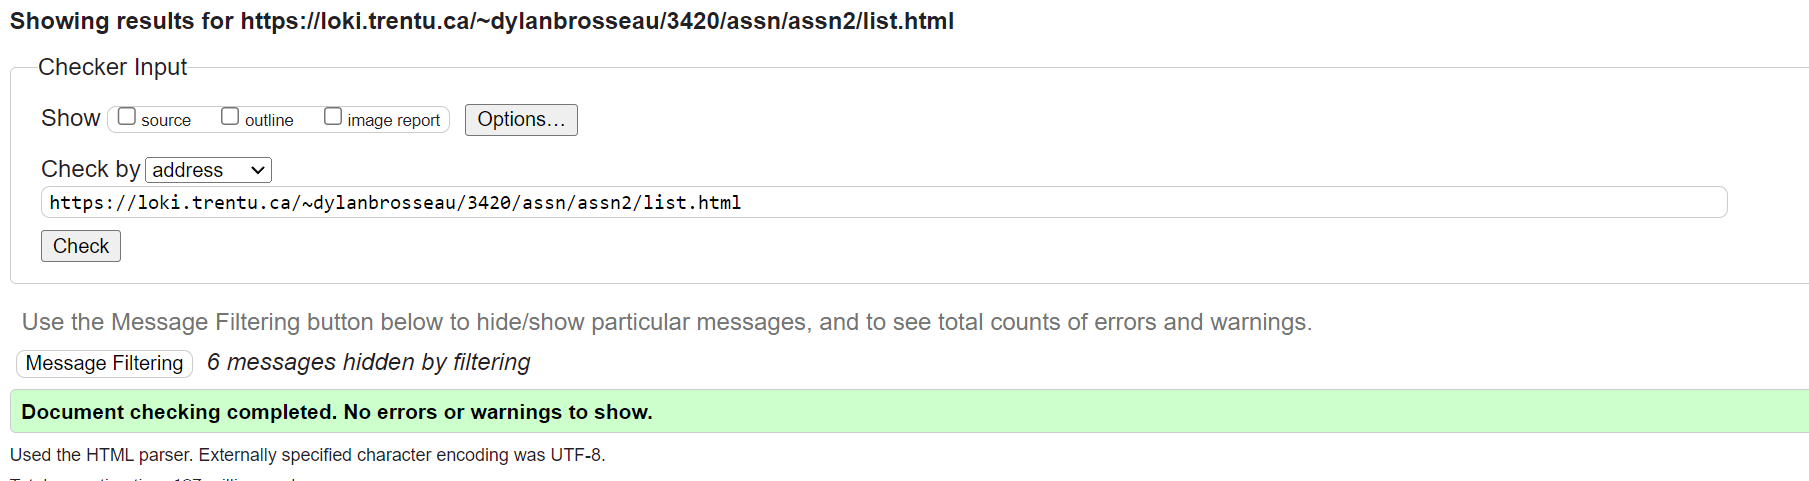 Showing results for https://loki.trentu.ca/~dylanbrosseau/3420/assn/assn2/list.html
Checker Input
Show source outline image report Options...
Check by address
https://loki.trentu.ca/~dylanbrosseau/3420/assn/assn2/list.html
Check
Use the Message Filtering button below to hide/show particular messages, and to see total counts of errors and warnings.
Message Filtering 6 messages hidden by filtering
Document checking completed. No errors or warnings to show.
Used the HTML parser. Externally specified character encoding was UTF-8.